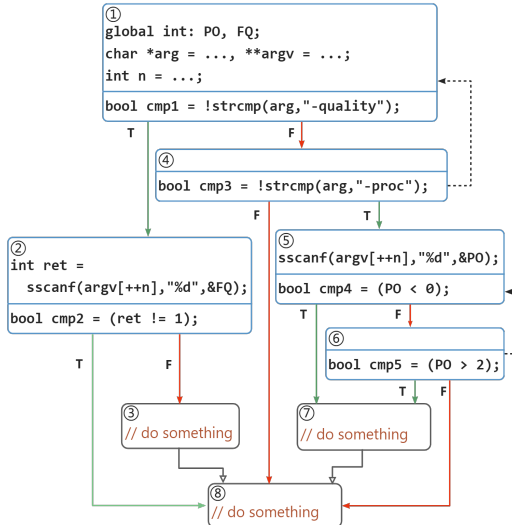 ①
global int: PO, FQ;
char *arg = ..., **argv = ...;
int n = ...;
bool cmp1 = !strcmp(arg,"-quality");
T
F
④
bool cmp3 = !strcmp(arg,"-proc");
F
T
②
int ret =
sscanf(argv[++n],"%d",&FQ);
bool cmp2 = (ret != 1);
⑤
sscanf(argv[++n],"%d",&PO);
bool cmp4 = (PO < 0);
T
F
⑥
bool cmp5 = (PO > 2);
T
F
T
F
③
// do something
⑦
// do something
⑧
// do something